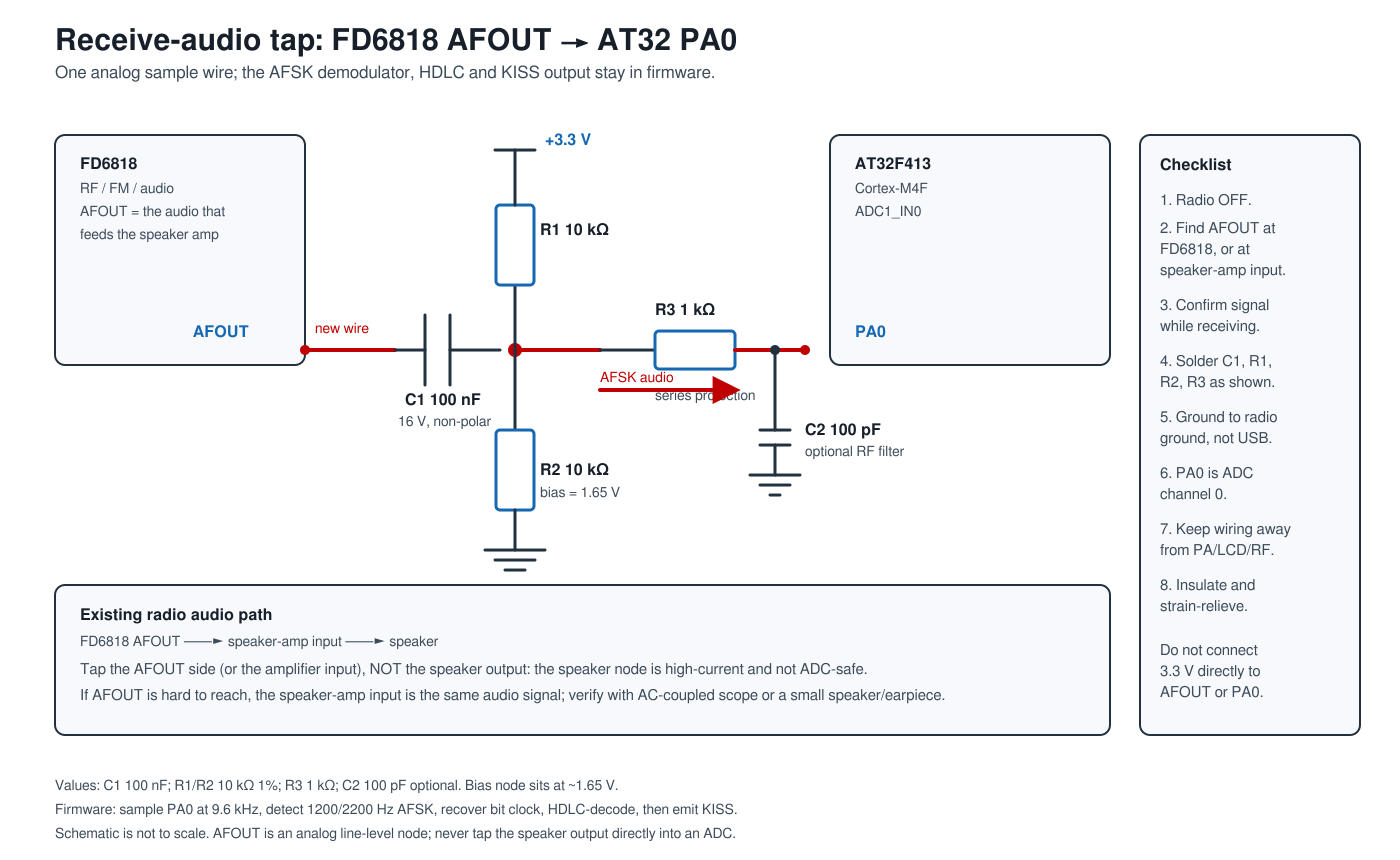 Receive-audio tap: FD6818 AFOUT → AT32 PA0
One analog sample wire; the AFSK demodulator, HDLC and KISS output stay in firmware.
FD6818
RF / FM / audio
AFOUT = the audio that
feeds the speaker amp
AFOUT
new wire
+3.3 V
R1 10 kΩ
C1 100 nF
16 V, non-polar
R2 10 kΩ
bias = 1.65 V
R3 1 kΩ
AFSK audio
series protection
C2 100 pF
optional RF filter
AT32F413
Cortex-M4F
ADC1_IN0
PA0
Checklist
1. Radio OFF.
2. Find AFOUT at
FD6818, or at
speaker-amp input.
3. Confirm signal
while receiving.
4. Solder C1, R1,
R2, R3 as shown.
5. Ground to radio
ground, not USB.
6. PA0 is ADC
channel 0.
7. Keep wiring away
from PA/LCD/RF.
8. Insulate and
strain-relieve.
Do not connect
3.3 V directly to
AFOUT or PA0.
Existing radio audio path
FD6818 AFOUT ──► speaker-amp input ──► speaker
Tap the AFOUT side (or the amplifier input), NOT the speaker output: the speaker node is high-current and not ADC-safe.
If AFOUT is hard to reach, the speaker-amp input is the same audio signal; verify with AC-coupled scope or a small speaker/earpiece.
Values: C1 100 nF; R1/R2 10 kΩ 1%; R3 1 kΩ; C2 100 pF optional. Bias node sits at ~1.65 V.
Firmware: sample PA0 at 9.6 kHz, detect 1200/2200 Hz AFSK, recover bit clock, HDLC-decode, then emit KISS.
Schematic is not to scale. AFOUT is an analog line-level node; never tap the speaker output directly into an ADC.